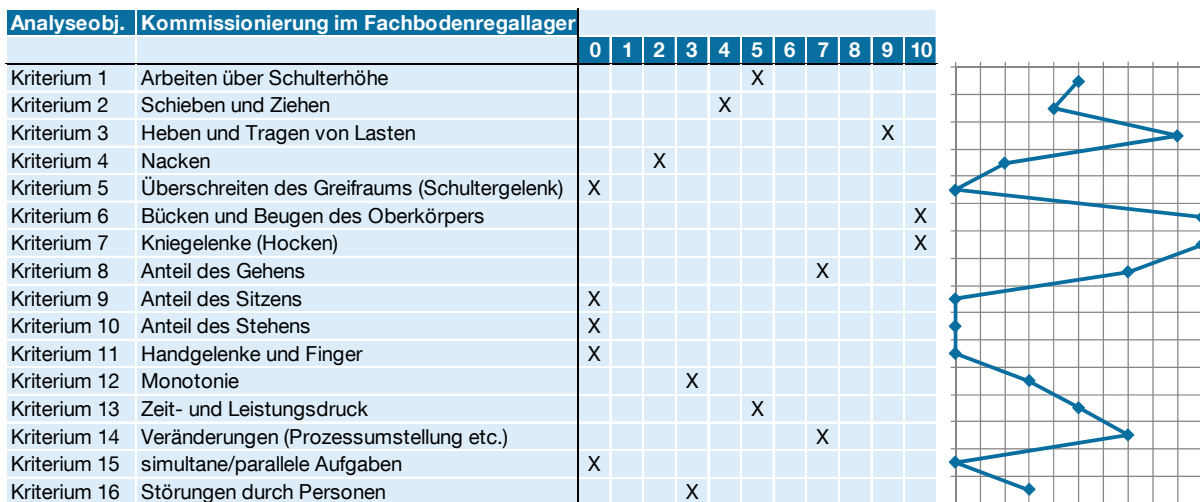 Analyseobj. Kommissionierung im Fachbodenregallager
0 1 2 3 4 5 6 7 8 9 10
Kriterium 1 Arbeiten über Schulterhöhe X
Kriterium 2 Schieben und Ziehen X
Kriterium 3 Heben und Tragen von Lasten X
Kriterium 4 Nacken X
Kriterium 5 Überschreiten des Greifraums (Schultergelenk) X
Kriterium 6 Bücken und Beugen des Oberkörpers X
Kriterium 7 Kniegelenke (Hocken) X
Kriterium 8 Anteil des Gehens X
Kriterium 9 Anteil des Sitzens X
Kriterium 10 Anteil des Stehens X
Kriterium 11 Handgelenke und Finger X
Kriterium 12 Monotonie X
Kriterium 13 Zeit- und Leistungsdruck X
Kriterium 14 Veränderungen (Prozessumstellung etc.) X
Kriterium 15 simultane/parallele Aufgaben X
Kriterium 16 Störungen durch Personen X